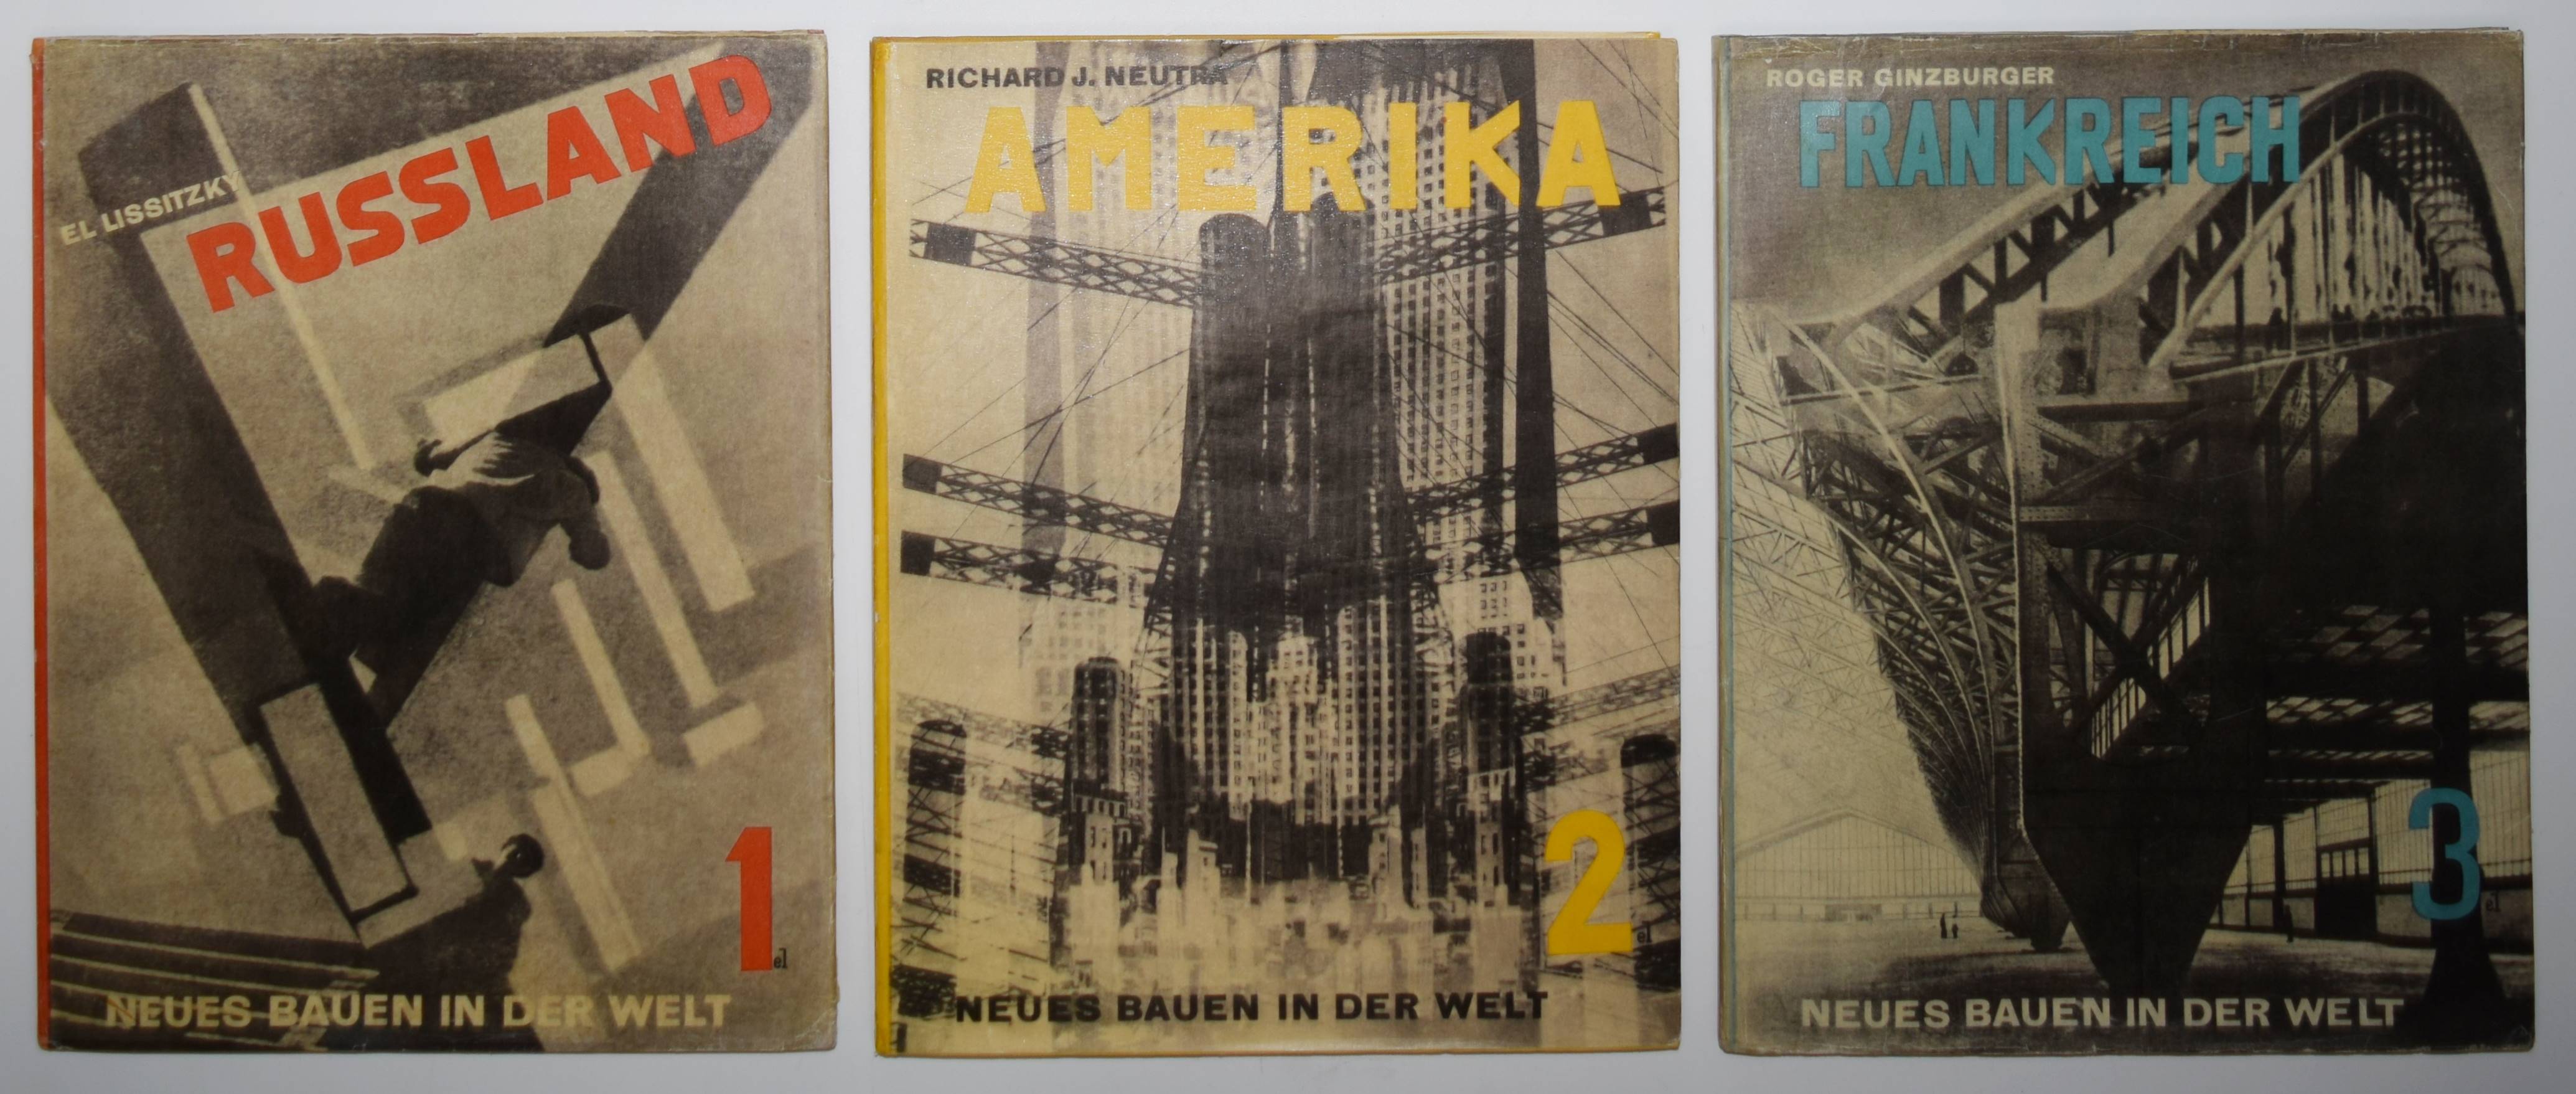 EL LISSITZKY
RUSSLAND
1
el
NEUES BAUEN IN DER WELT
RICHARD J. NEUTRA
AMERIKA
2
el
NEUES BAUEN IN DER WELT
ROGER GINZBURGER
FRANKREICH
3
el
NEUES BAUEN IN DER WELT